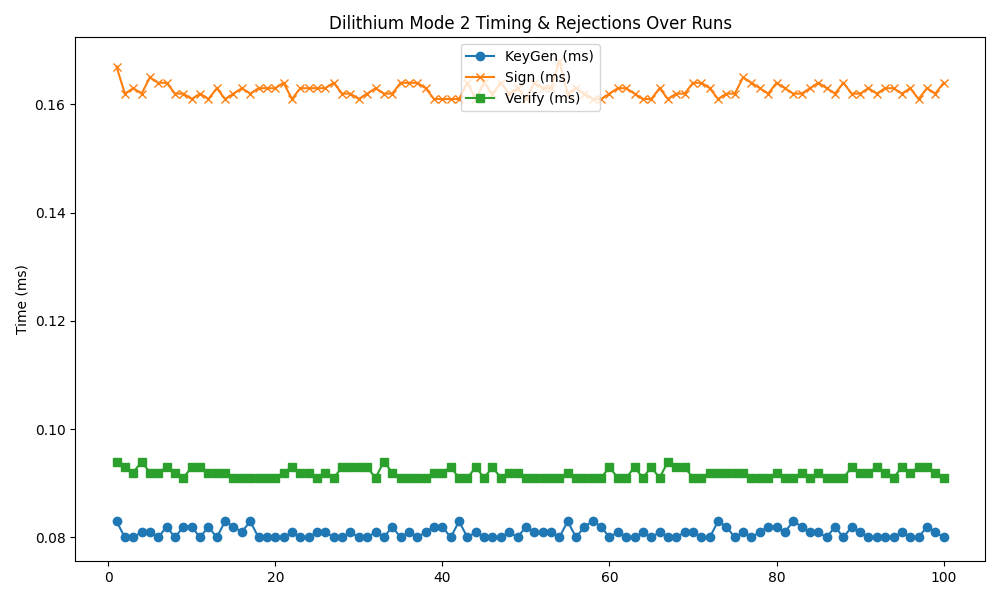 Dilithium Mode 2 Timing & Rejections Over Runs
KeyGen (ms)
Sign (ms)
Verify (ms)
Time (ms)
0.16
0.14
0.12
0.10
0.08
0 20 40 60 80 100